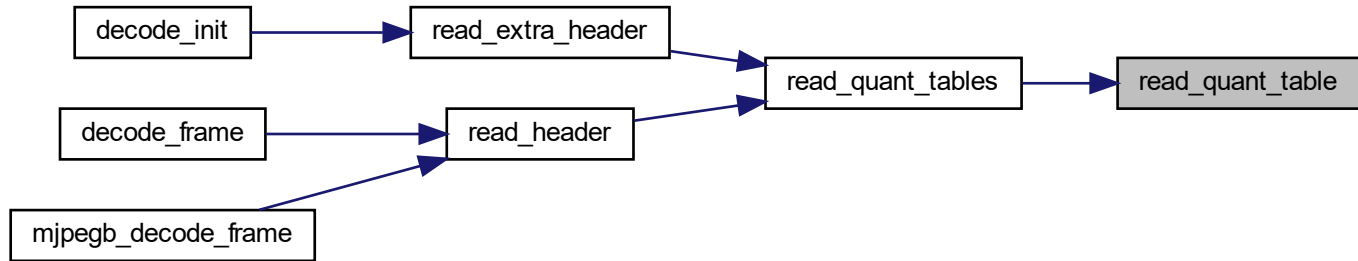 decode_init
read_extra_header
read_quant_tables
read_quant_table
decode_frame
read_header
mjpegb_decode_frame